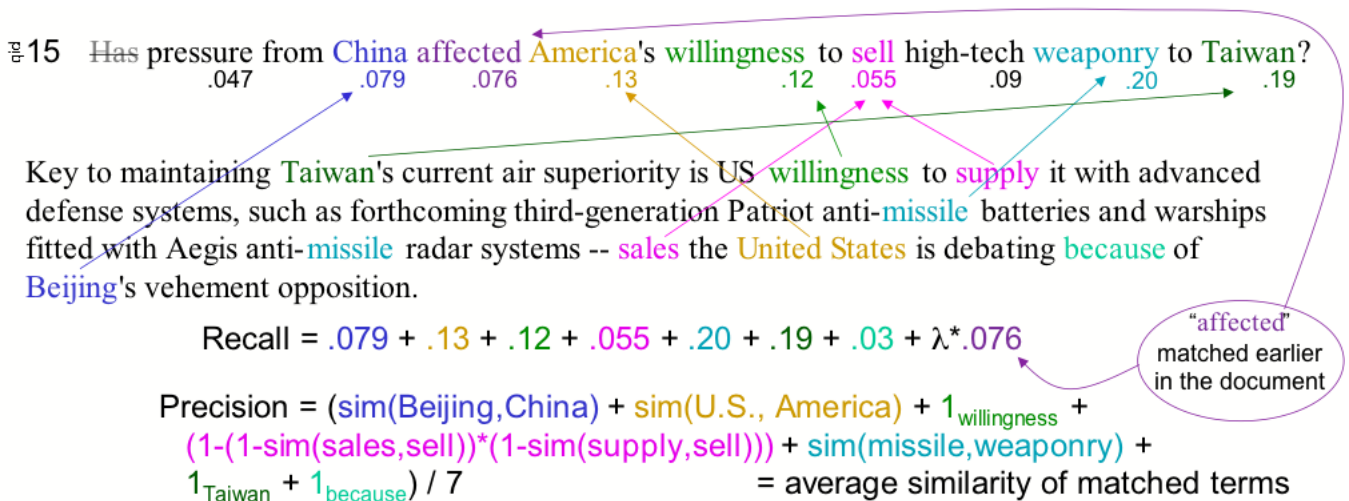 qid 15 Has pressure from China affected America's willingness to sell high-tech weaponry to Taiwan?
.047 .079 .076 .13 .12 .055 .09 .20 .19
Key to maintaining Taiwan's current air superiority is US willingness to supply it with advanced
defense systems, such as forthcoming third-generation Patriot anti-missile batteries and warships
fitted with Aegis anti-missile radar systems -- sales the United States is debating because of
Beijing's vehement opposition.
Recall = .079 + .13 + .12 + .055 + .20 + .19 + .03 + λ*.076
"affected"
matched earlier
in the document
Precision = (sim(Beijing,China) + sim(U.S., America) + 1willingness +
(1-(1-sim(sales,sell))*(1-sim(supply,sell))) + sim(missile,weaponry) +
1Taiwan + 1because) / 7 = average similarity of matched terms